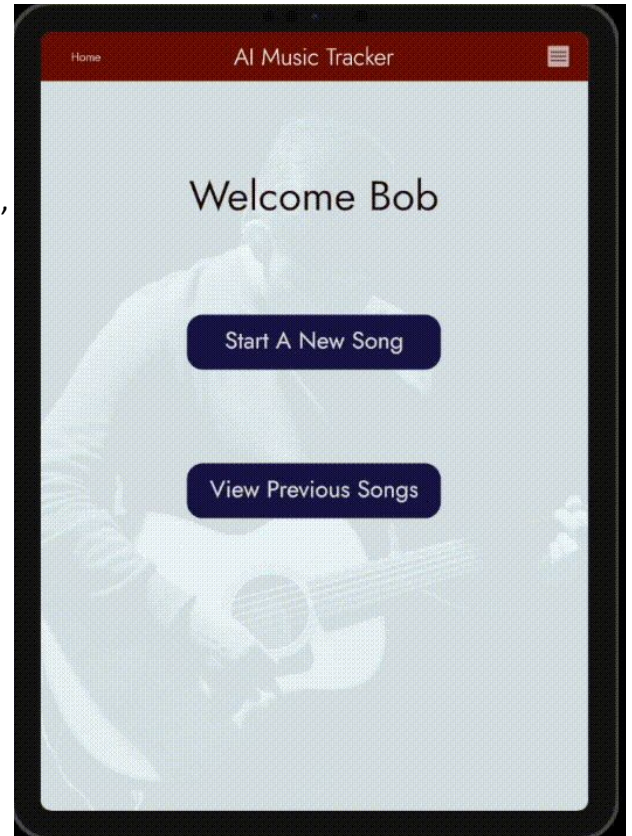 Home AI Music Tracker
,
Welcome Bob
Start A New Song
View Previous Songs